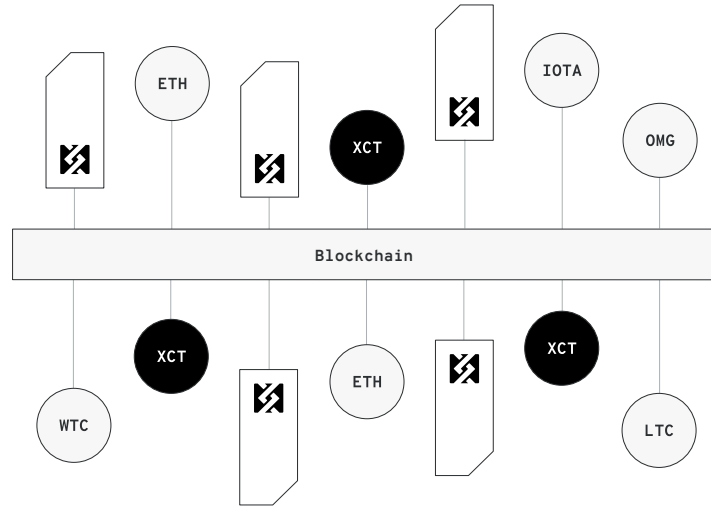 ETH
XCT
IOTA
OMG
Blockchain
WTC
XCT
ETH
XCT
LTC